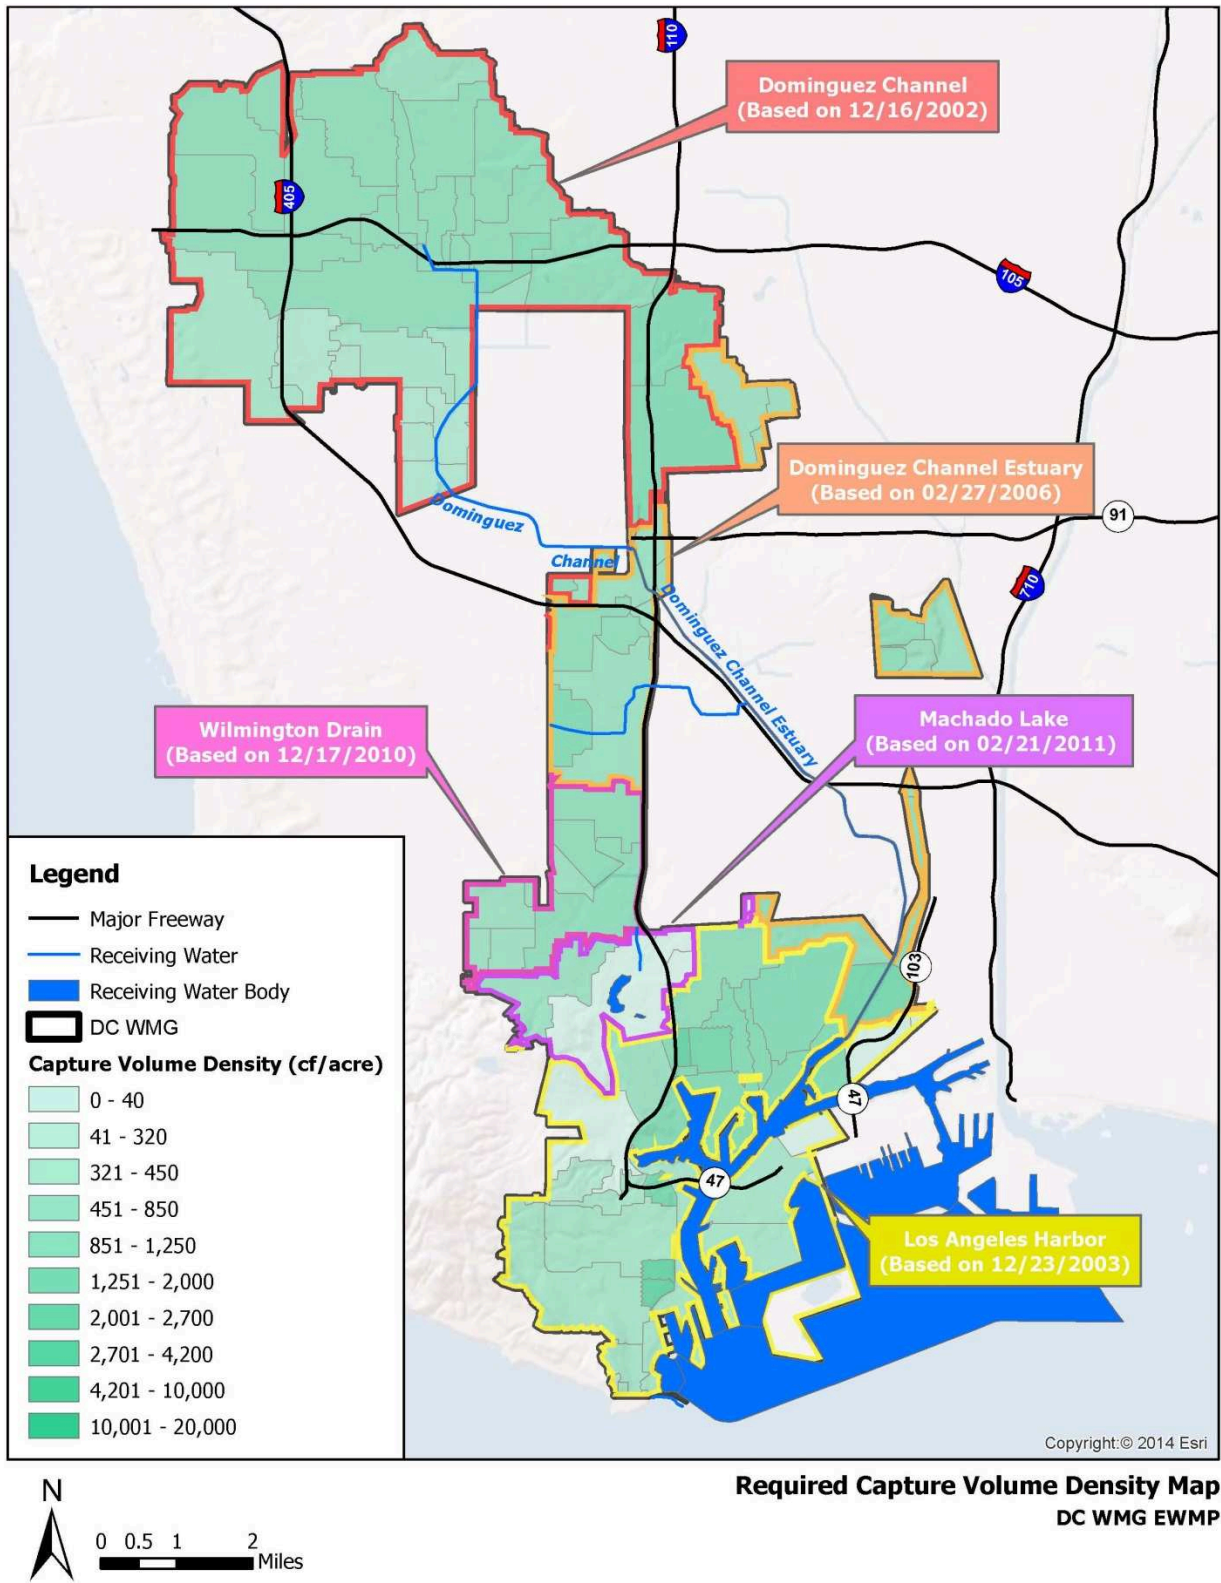 110
Dominguez Channel
(Based on 12/16/2002)
405
105
Dominguez Channel Estuary
(Based on 02/27/2006)
91
Dominguez
Channel
710
Dominguez Channel Estuary
Wilmington Drain
(Based on 12/17/2010)
Machado Lake
(Based on 02/21/2011)
103
47
47
Los Angeles Harbor
(Based on 12/23/2003)
Legend
Major Freeway
Receiving Water
Receiving Water Body
DC WMG
Capture Volume Density (cf/acre)
0 - 40
41 - 320
321 - 450
451 - 850
851 - 1,250
1,251 - 2,000
2,001 - 2,700
2,701 - 4,200
4,201 - 10,000
10,001 - 20,000
Copyright:© 2014 Esri
Required Capture Volume Density Map
DC WMG EWMP
N
0 0.5 1 2
Miles